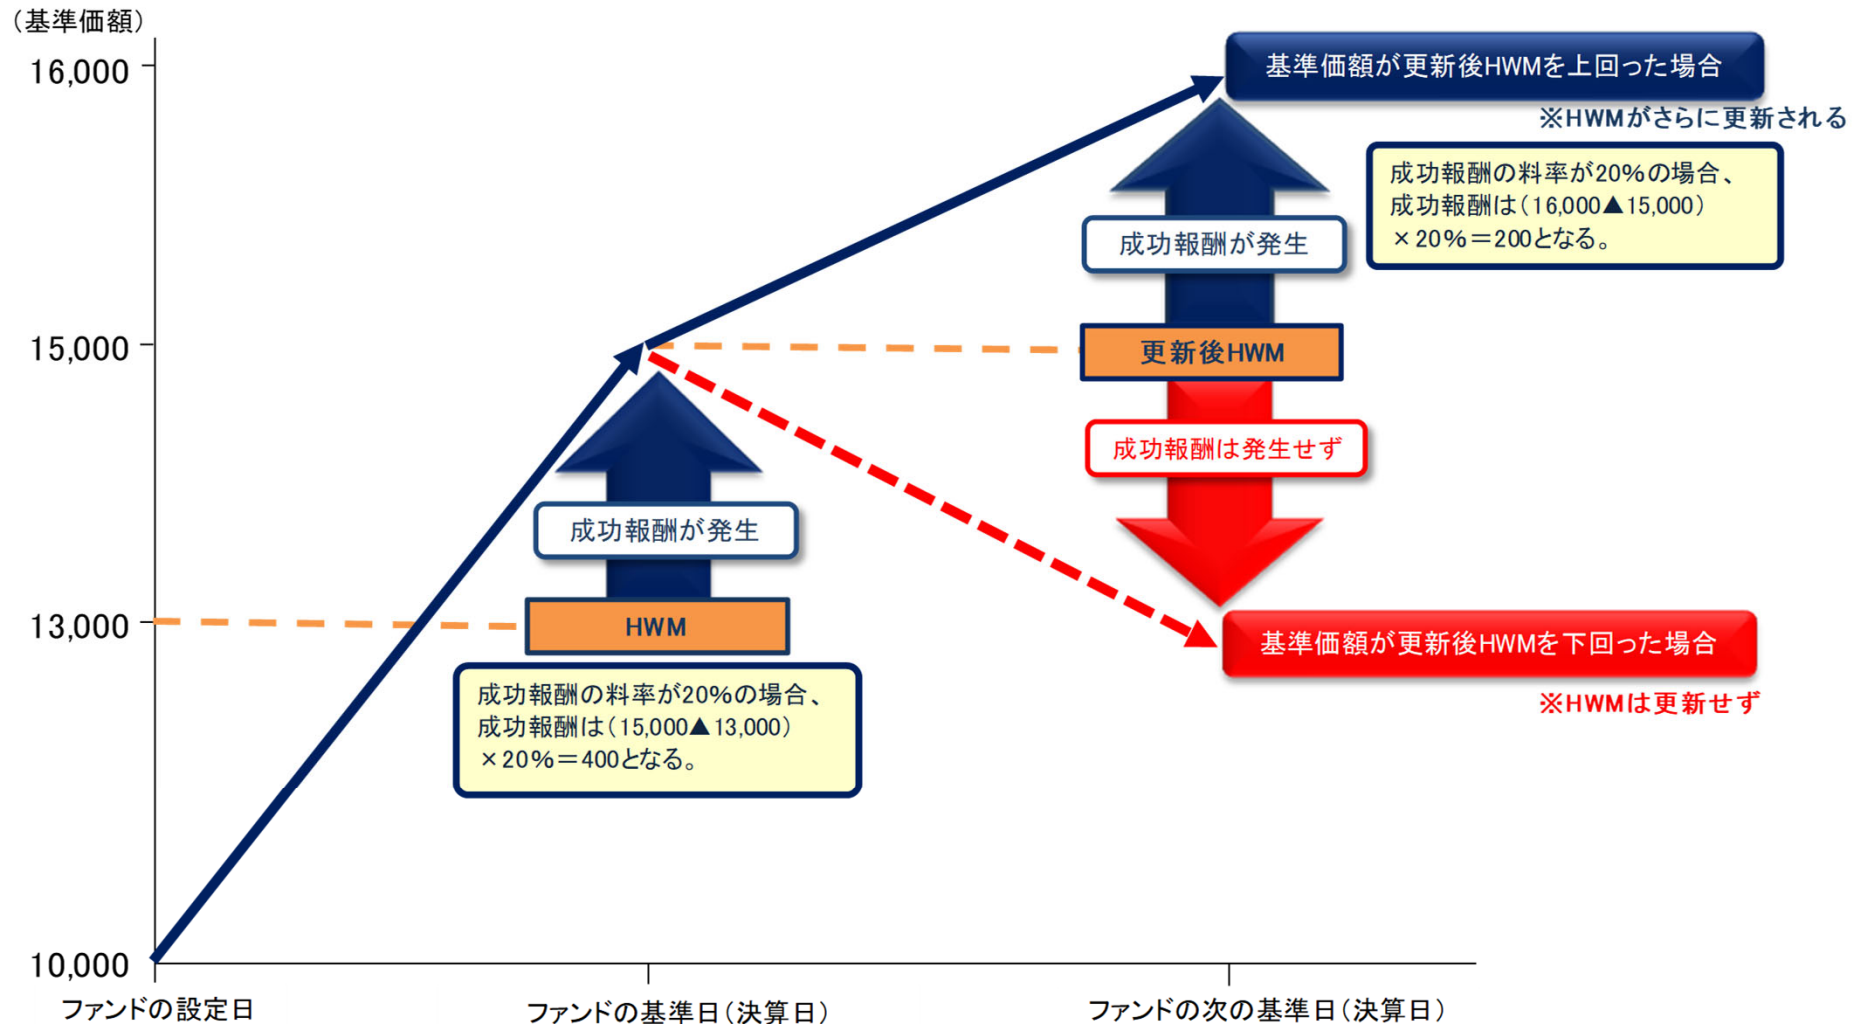 （基準価額）
16,000
基準価額が更新後HWMを上回った場合
※HWMがさらに更新される
成功報酬の料率が20%の場合、
成功報酬は（16,000▲15,000）
×20％＝200となる。
成功報酬が発生
15,000
更新後HWM
成功報酬は発生せず
成功報酬が発生
13,000
HWM
基準価額が更新後HWMを下回った場合
※HWMは更新せず
成功報酬の料率が20%の場合、
成功報酬は（15,000▲13,000）
×20％＝400となる。
10,000
ファンドの設定日
ファンドの基準日（決算日）
ファンドの次の基準日（決算日）